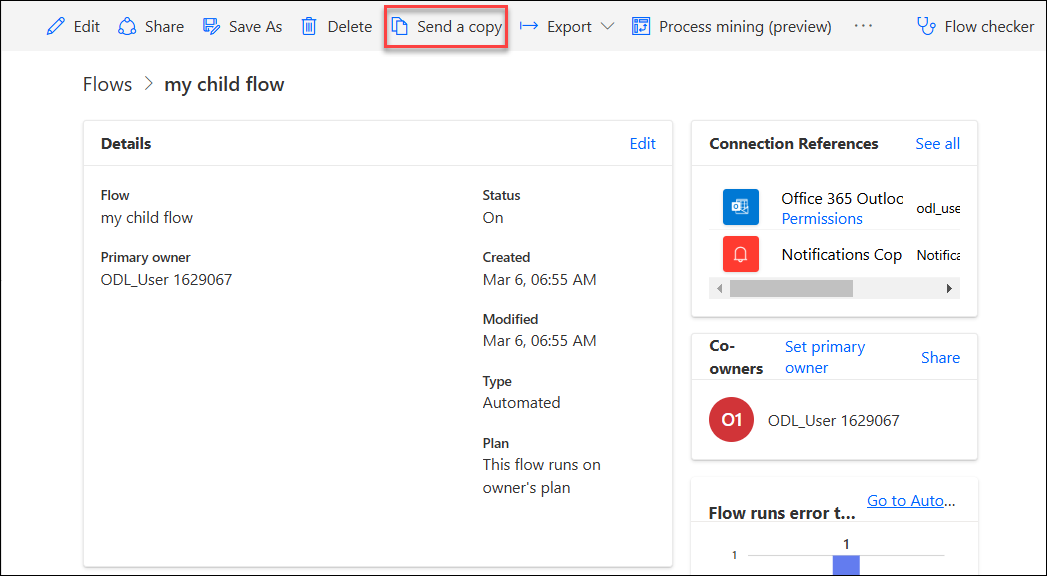 Edit Share Save As Delete Send a copy Export Process mining (preview) ... Flow checker
Flows > my child flow
Details Edit
Flow
my child flow
Primary owner
ODL_User 1629067
Status
On
Created
Mar 6, 06:55 AM
Modified
Mar 6, 06:55 AM
Type
Automated
Plan
This flow runs on
owner's plan
Connection References See all
Office 365 Outloc odl_use
Permissions
Notifications Cop Notifica
Co-
owners
Set primary
owner
Share
O1 ODL_User 1629067
Flow runs error t... Go to Auto...
1
1